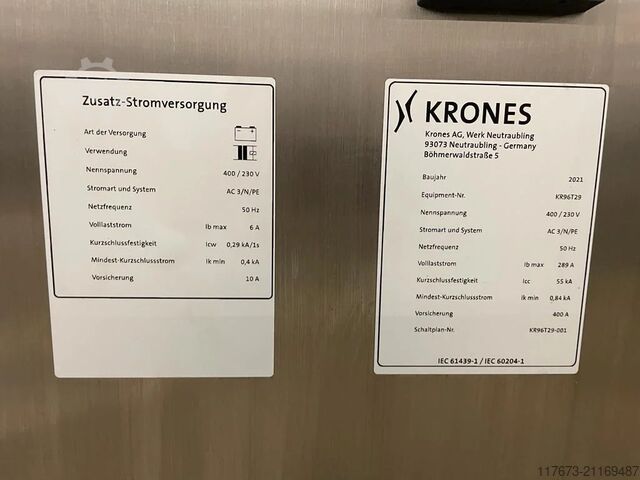 Zusatz-Stromversorgung
Art der Versorgung
Verwendung
Nennspannung 400 / 230 V
Stromart und System AC 3/N/PE
Netzfrequenz 50 Hz
Volllaststrom Ib max 6 A
Kurzschlussfestigkeit Icw 0,29 kA/1s
Mindest-Kurzschlussstrom Ik min 0,4 kA
Vorsicherung 10 A
KRONES
Krones AG, Werk Neutraubling
93073 Neutraubling - Germany
Böhmerwaldstraße 5
Baujahr 2021
Equipment-Nr. KR96T29
Nennspannung 400 / 230 V
Stromart und System AC 3/N/PE
Netzfrequenz 50 Hz
Volllaststrom Ib max 289 A
Kurzschlussfestigkeit Icc 55 kA
Mindest-Kurzschlussstrom Ik min 0,84 kA
Vorsicherung 400 A
Schaltplan-Nr. KR96T29-001
IEC 61439-1 / IEC 60204-1
117673-21169487